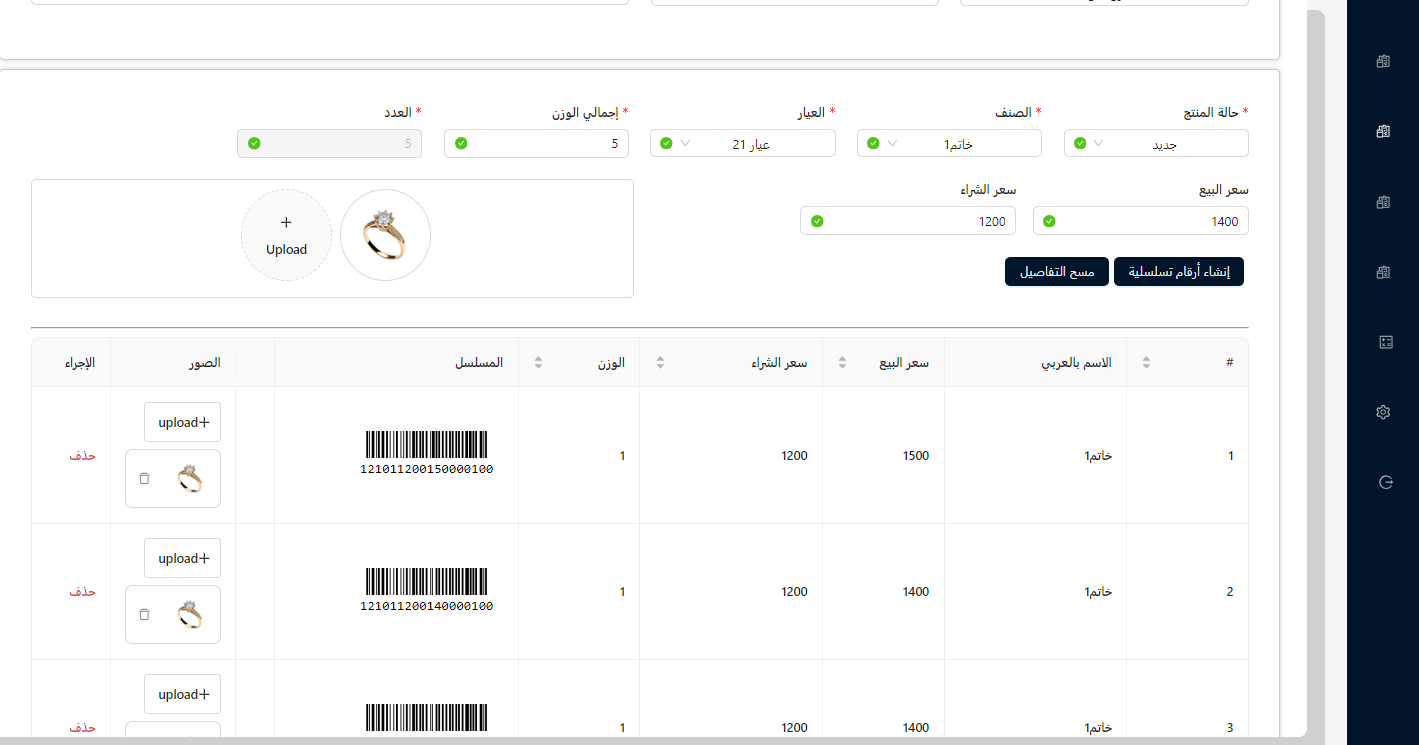 * حالة المنتج
* الصنف
* العيار
* إجمالي الوزن
* العدد
جديد
خاتم1
عيار 21
5
5
سعر البيع
سعر الشراء
1400
1200
+
Upload
إنشاء أرقام تسلسلية
مسح التفاصيل
#
الاسم بالعربي
سعر البيع
سعر الشراء
الوزن
المسلسل
الصور
الإجراء
1
خاتم1
1500
1200
1
121011200150000100
upload+
حذف
2
خاتم1
1400
1200
1
121011200140000100
upload+
حذف
3
خاتم1
1400
1200
1
upload+
حذف